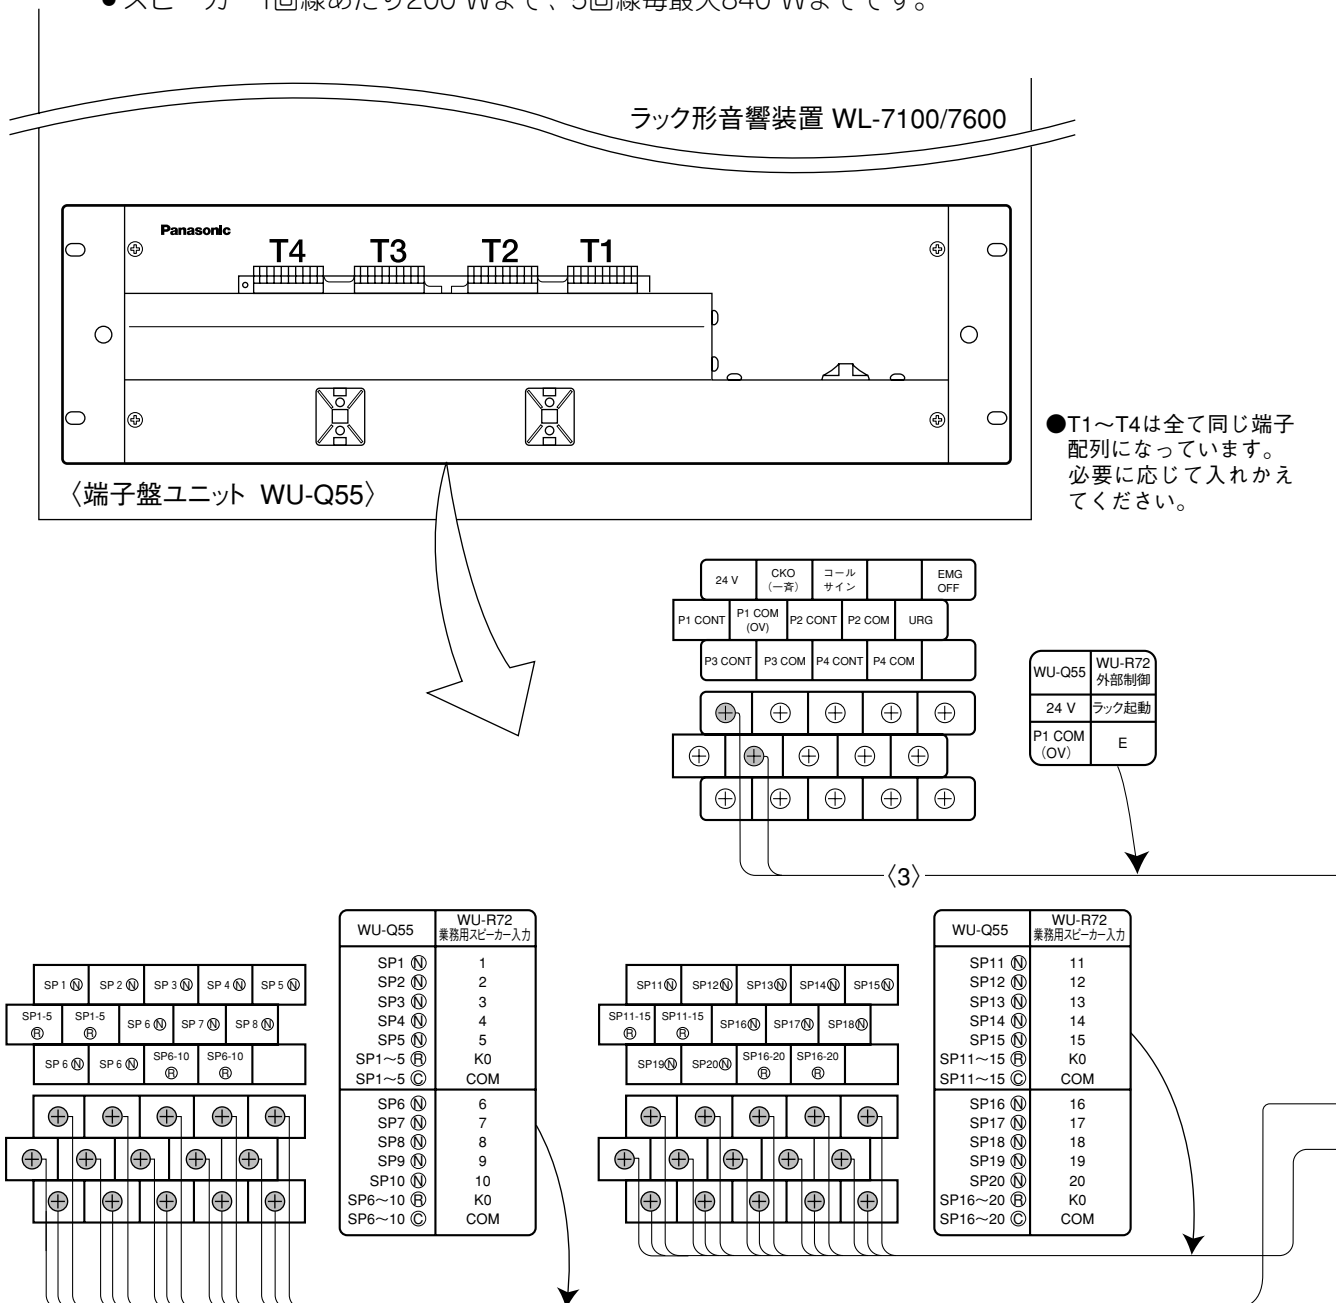 ●スピーカー1回線あたり200 Wまで、5回線毎最大840 Wまでです。
ラック形音響装置 WL-7100/7600
Panasonic
T4 T3 T2 T1
〈端子盤ユニット WU-Q55〉
●T1～T4は全て同じ端子
配列になっています。
必要に応じて入れかえ
てください。
24 V CKO (一斉) コールサイン EMG OFF
P1 CONT P1 COM (OV) P2 CONT P2 COM URG
P3 CONT P3 COM P4 CONT P4 COM
WU-Q55 WU-R72 外部制御
24 V ラック起動
P1 COM (OV) E
〈3〉
SP 1 Ⓝ SP 2 Ⓝ SP 3 Ⓝ SP 4 Ⓝ SP 5 Ⓝ
SP1-5 Ⓡ SP1-5 Ⓡ SP 6 Ⓝ SP 7 Ⓝ SP 8 Ⓝ
SP 6 Ⓝ SP 6 Ⓝ SP6-10 Ⓡ SP6-10 Ⓡ
WU-Q55 WU-R72 業務用スピーカー入力
SP1 Ⓝ 1
SP2 Ⓝ 2
SP3 Ⓝ 3
SP4 Ⓝ 4
SP5 Ⓝ 5
SP1～5 Ⓡ K0
SP1～5 Ⓒ COM
SP6 Ⓝ 6
SP7 Ⓝ 7
SP8 Ⓝ 8
SP9 Ⓝ 9
SP10 Ⓝ 10
SP6～10 Ⓡ K0
SP6～10 Ⓒ COM
SP11Ⓝ SP12Ⓝ SP13Ⓝ SP14Ⓝ SP15Ⓝ
SP11-15 Ⓡ SP11-15 Ⓡ SP16Ⓝ SP17Ⓝ SP18Ⓝ
SP19Ⓝ SP20Ⓝ SP16-20 Ⓡ SP16-20 Ⓡ
WU-Q55 WU-R72 業務用スピーカー入力
SP11 Ⓝ 11
SP12 Ⓝ 12
SP13 Ⓝ 13
SP14 Ⓝ 14
SP15 Ⓝ 15
SP11～15 Ⓡ K0
SP11～15 Ⓒ COM
SP16 Ⓝ 16
SP17 Ⓝ 17
SP18 Ⓝ 18
SP19 Ⓝ 19
SP20 Ⓝ 20
SP16～20 Ⓡ K0
SP16～20 Ⓒ COM